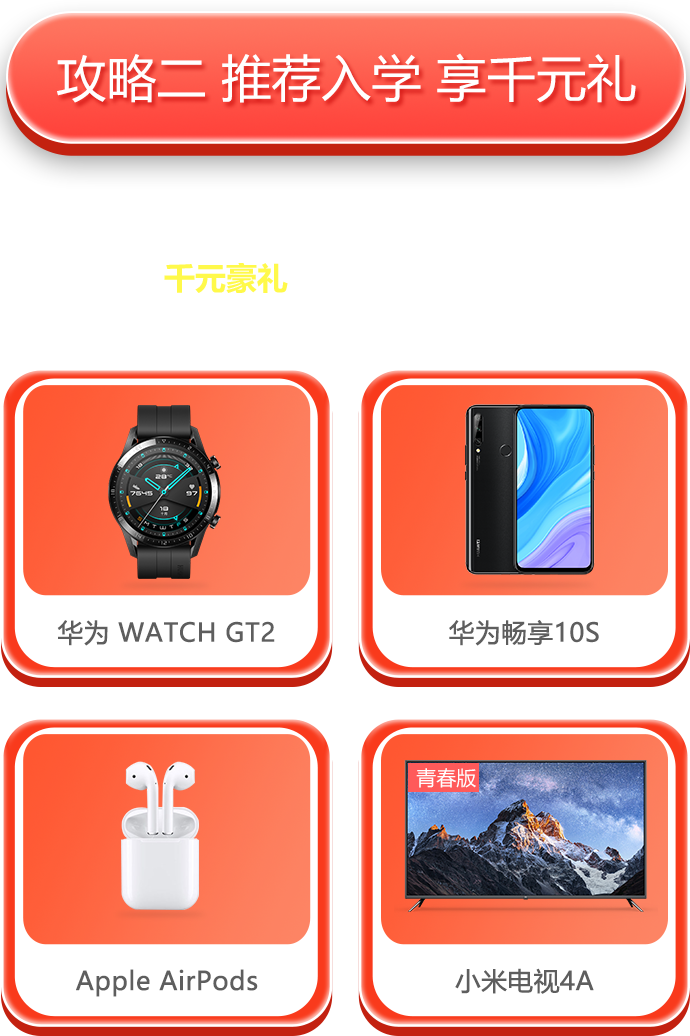 攻略二 推荐入学 享千元礼
千元豪礼
华为 WATCH GT2
华为畅享10S
Apple AirPods
青春版
小米电视4A